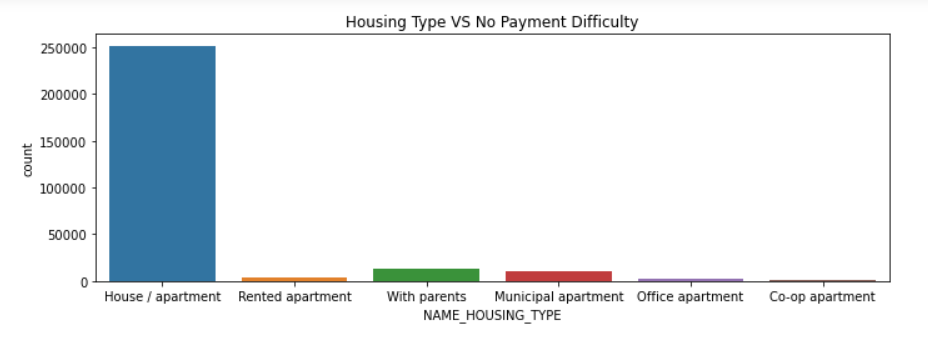 Housing Type VS No Payment Difficulty
250000
200000
150000
100000
50000
0
count
House / apartment Rented apartment With parents Municipal apartment Office apartment Co-op apartment
NAME_HOUSING_TYPE